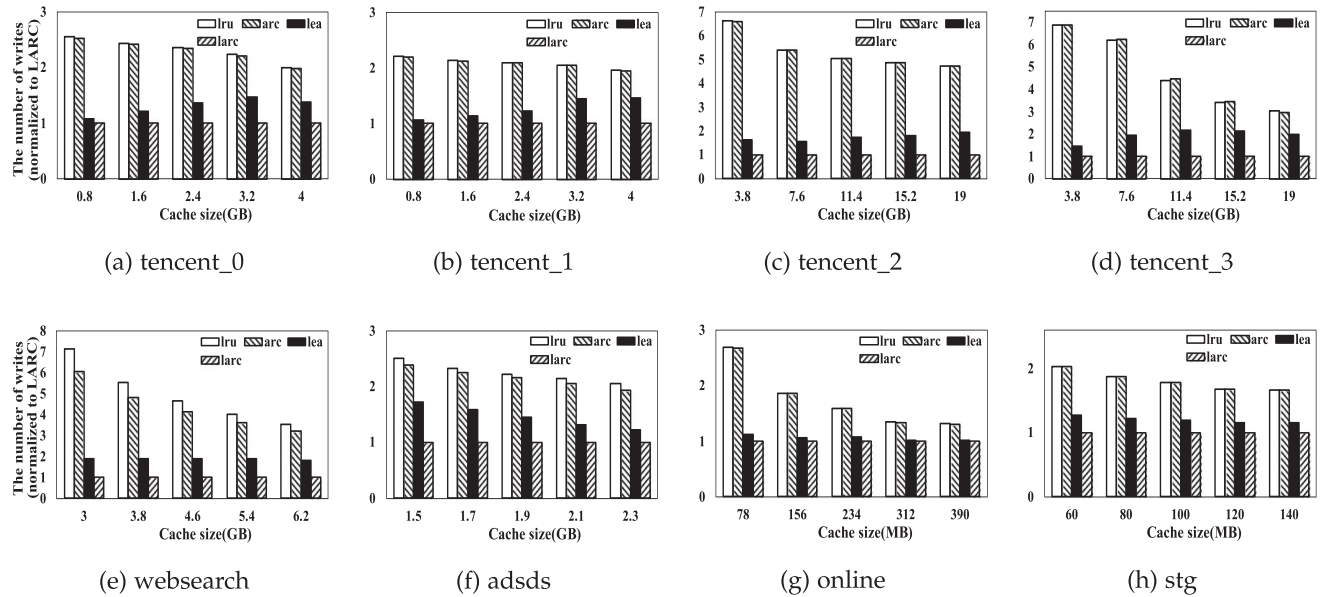 The number of writes
(normalized to LARC)
3
2
1
0
lru arc lea
larc
0.8 1.6 2.4 3.2 4
Cache size(GB)
(a) tencent_0
3
2
1
0
lru arc lea
larc
0.8 1.6 2.4 3.2 4
Cache size(GB)
(b) tencent_1
7
6
5
4
3
2
1
0
lru arc lea
larc
3.8 7.6 11.4 15.2 19
Cache size(GB)
(c) tencent_2
7
6
5
4
3
2
1
0
lru arc lea
larc
3.8 7.6 11.4 15.2 19
Cache size(GB)
(d) tencent_3
The number of writes
(normalized to LARC)
8
7
6
5
4
3
2
1
0
lru arc lea
larc
3 3.8 4.6 5.4 6.2
Cache size(GB)
(e) websearch
3
2
1
0
lru arc lea
larc
1.5 1.7 1.9 2.1 2.3
Cache size(GB)
(f) adsds
3
2
1
0
lru arc lea
larc
78 156 234 312 390
Cache size(MB)
(g) online
2
1
0
lru arc lea
larc
60 80 100 120 140
Cache size(MB)
(h) stg